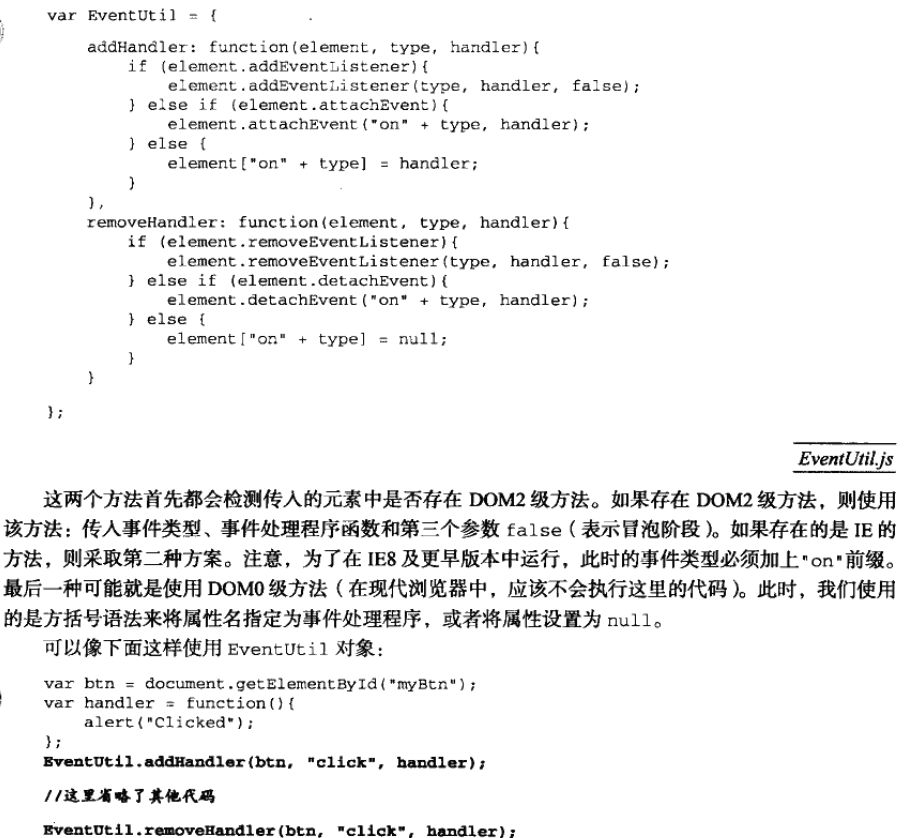 var EventUtil = {
addHandler: function(element, type, handler){
if (element.addEventListener){
element.addEventListener(type, handler, false);
} else if (element.attachEvent){
element.attachEvent("on" + type, handler);
} else {
element["on" + type] = handler;
}
},
removeHandler: function(element, type, handler){
if (element.removeEventListener){
element.removeEventListener(type, handler, false);
} else if (element.detachEvent){
element.detachEvent("on" + type, handler);
} else {
element["on" + type] = null;
}
}
};
EventUtil.js
这两个方法首先都会检测传入的元素中是否存在 DOM2 级方法。如果存在 DOM2 级方法，则使用
该方法：传入事件类型、事件处理程序函数和第三个参数 false（表示冒泡阶段）。如果存在的是 IE 的
方法，则采取第二种方案。注意，为了在 IE8 及更早版本中运行，此时的事件类型必须加上"on"前缀。
最后一种可能就是使用 DOM0 级方法（在现代浏览器中，应该不会执行这里的代码）。此时，我们使用
的是方括号语法来将属性名指定为事件处理程序，或者将属性设置为 null。
可以像下面这样使用 EventUtil 对象：
var btn = document.getElementById("myBtn");
var handler = function(){
alert("Clicked");
};
EventUtil.addHandler(btn, "click", handler);
//这里省略了其他代码
EventUtil.removeHandler(btn, "click", handler);